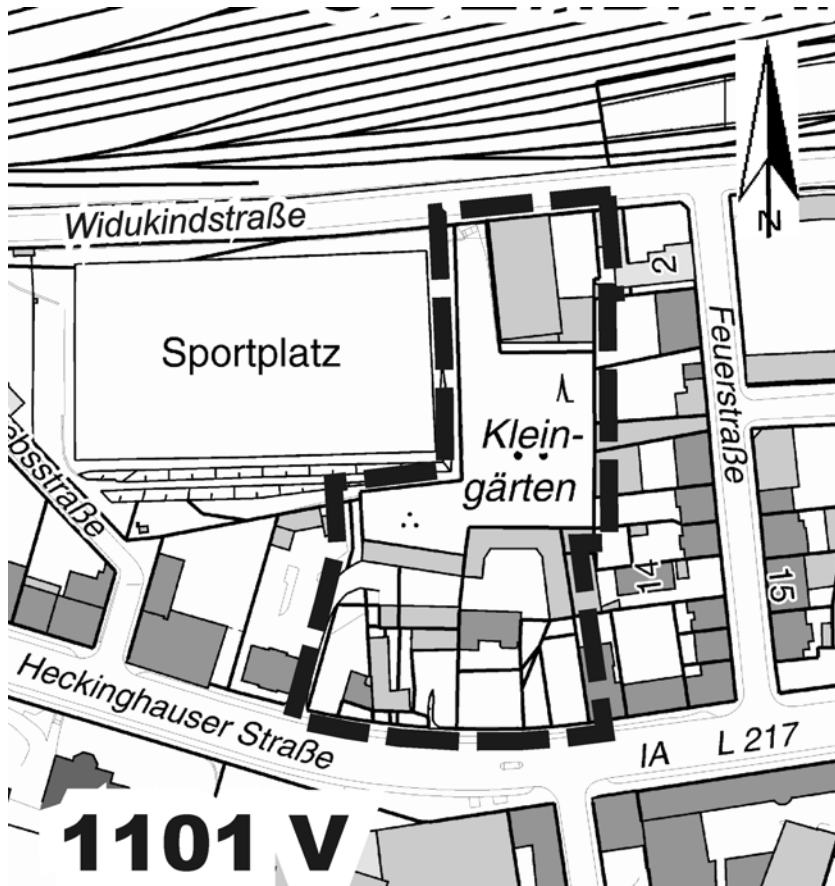 Widukindstraße
N
2
Sportplatz
Feuerstraße
Klein-
gärten
14
15
Heckinghauser Straße
IA L 217
1101 V